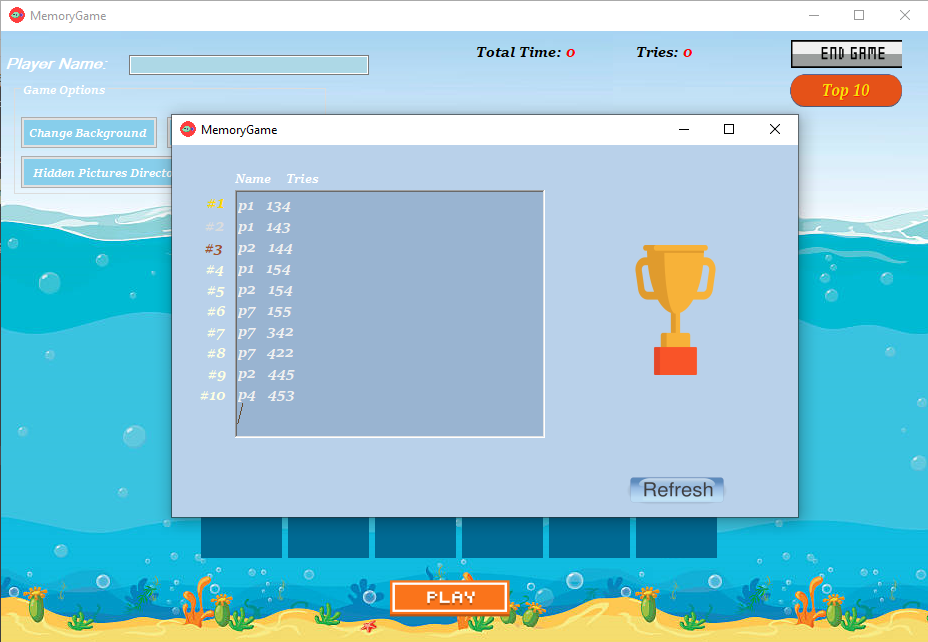 MemoryGame
Total Time: 0 Tries: 0
END GAME
Player Name:
Top 10
Game Options
Change Background
Hidden Pictures Directo
MemoryGame
Name Tries
#1 p1 134
#2 p1 143
#3 p2 144
#4 p1 154
#5 p2 154
#6 p7 155
#7 p7 342
#8 p7 422
#9 p2 445
#10 p4 453
Refresh
PLAY